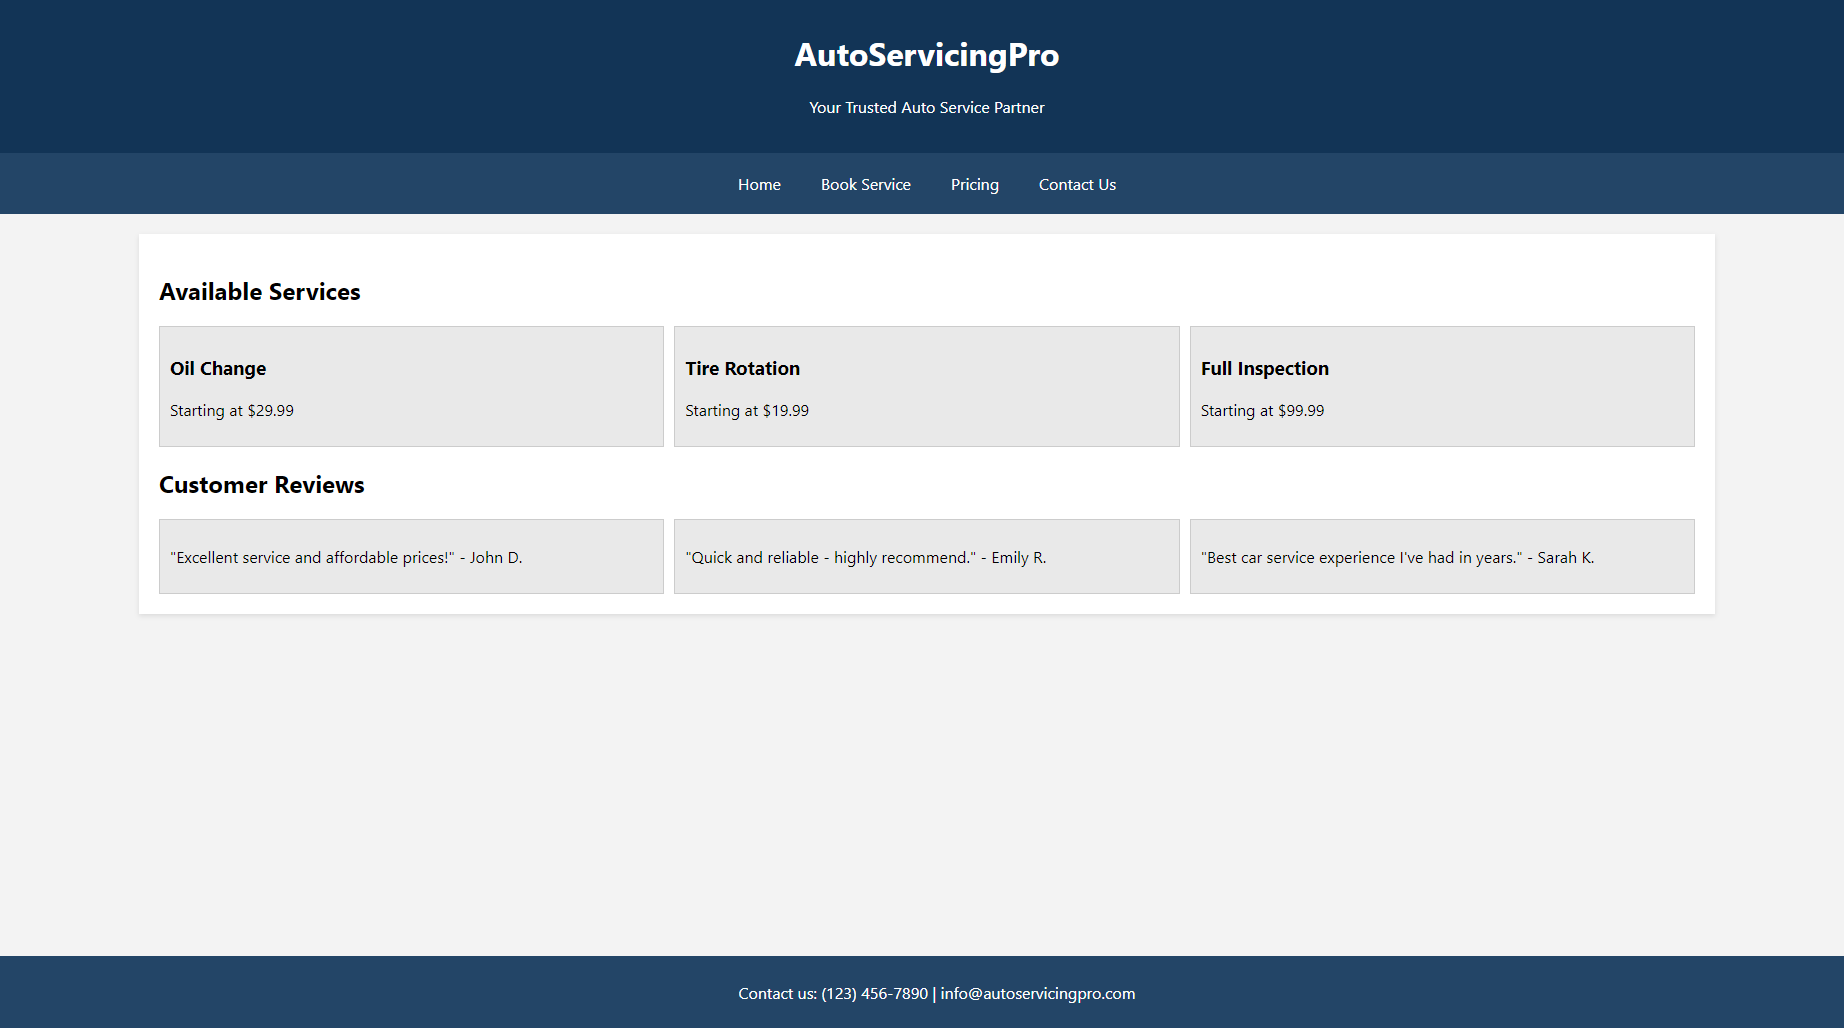 AutoServicingPro
Your Trusted Auto Service Partner
Home Book Service Pricing Contact Us
Available Services
Oil Change
Starting at $29.99
Tire Rotation
Starting at $19.99
Full Inspection
Starting at $99.99
Customer Reviews
"Excellent service and affordable prices!" - John D.
"Quick and reliable - highly recommend." - Emily R.
"Best car service experience I've had in years." - Sarah K.
Contact us: (123) 456-7890 | info@autoservicingpro.com